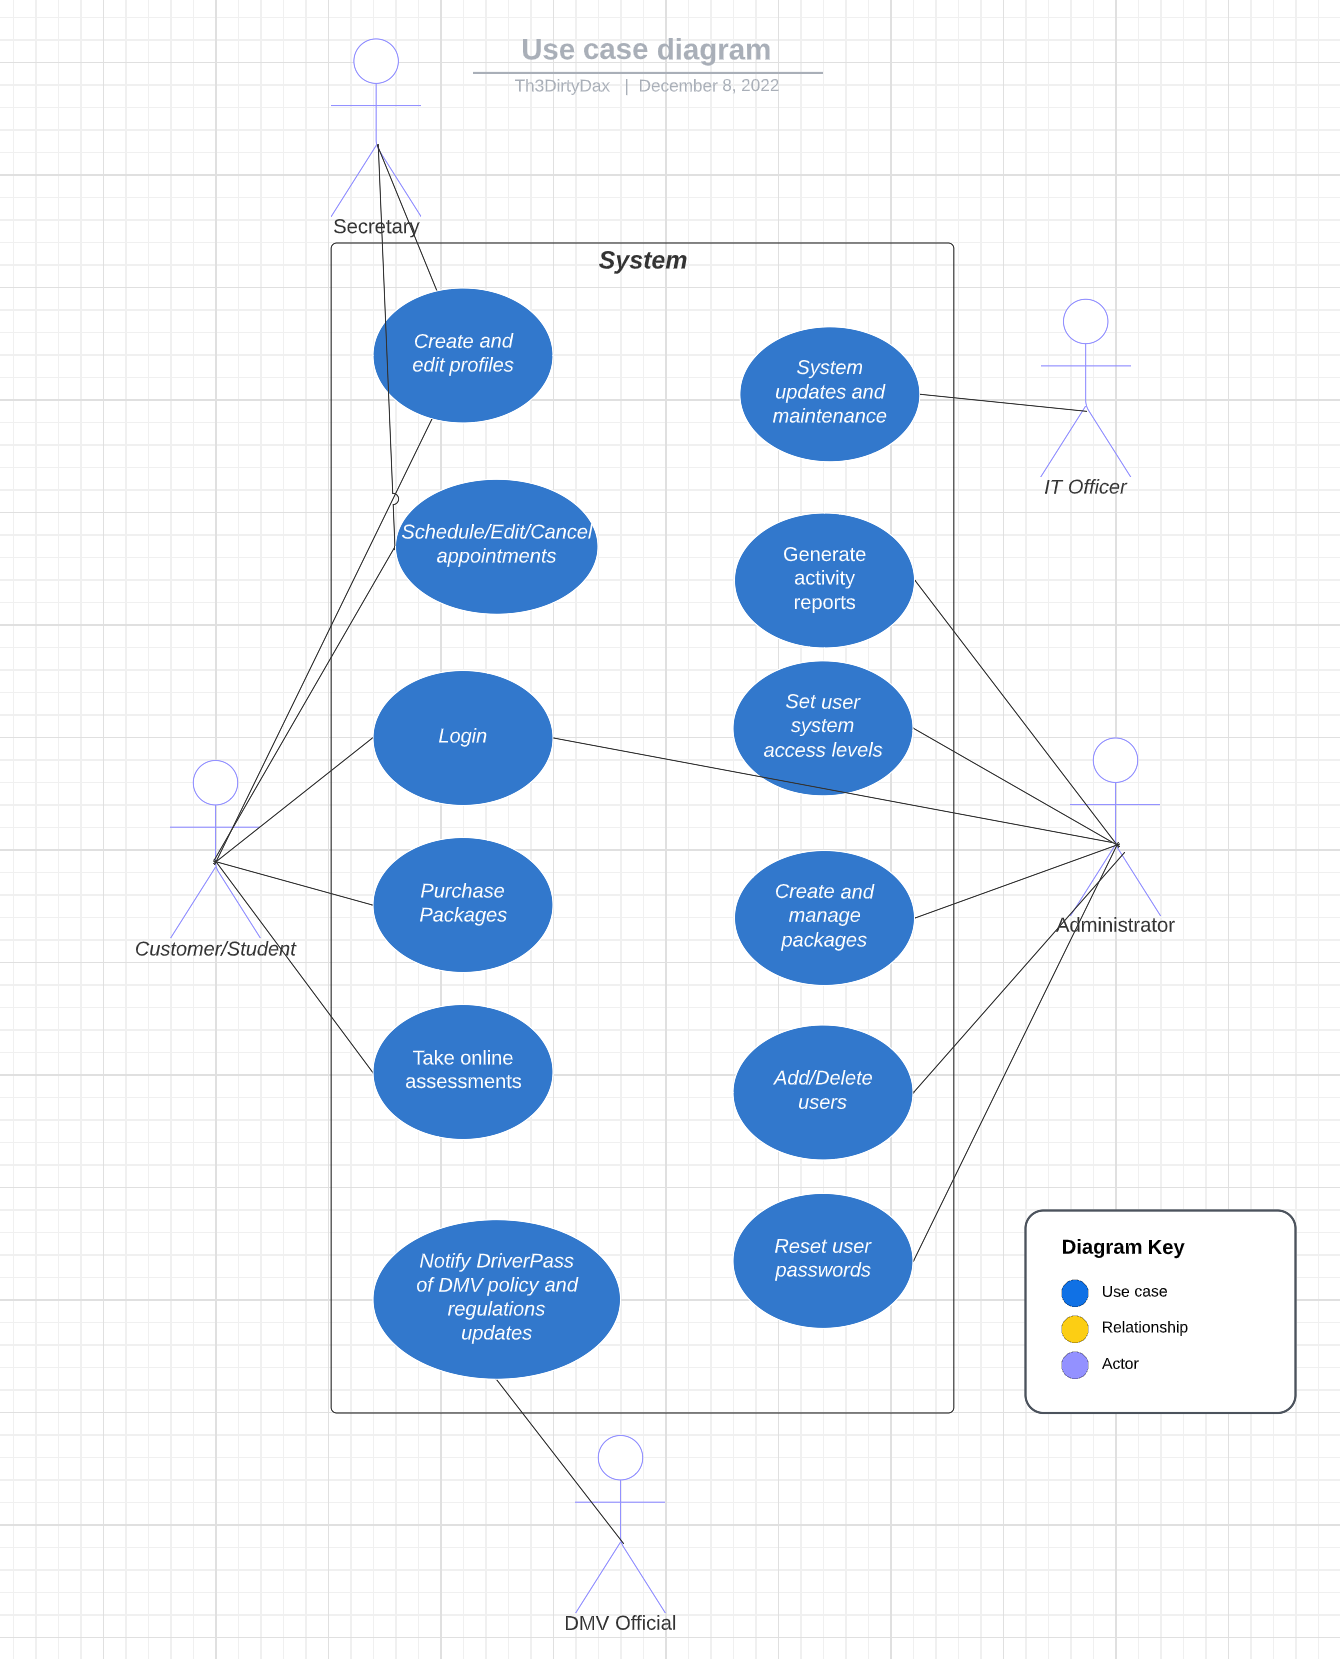 Use case diagram
Th3DirtyDax | December 8, 2022
Secretary
System
Create and
edit profiles
System
updates and
maintenance
IT Officer
Schedule/Edit/Cancel
appointments
Generate
activity
reports
Login
Set user
system
access levels
Customer/Student
Purchase
Packages
Create and
manage
packages
Administrator
Take online
assessments
Add/Delete
users
Notify DriverPass
of DMV policy and
regulations
updates
Reset user
passwords
Diagram Key
Use case
Relationship
Actor
DMV Official